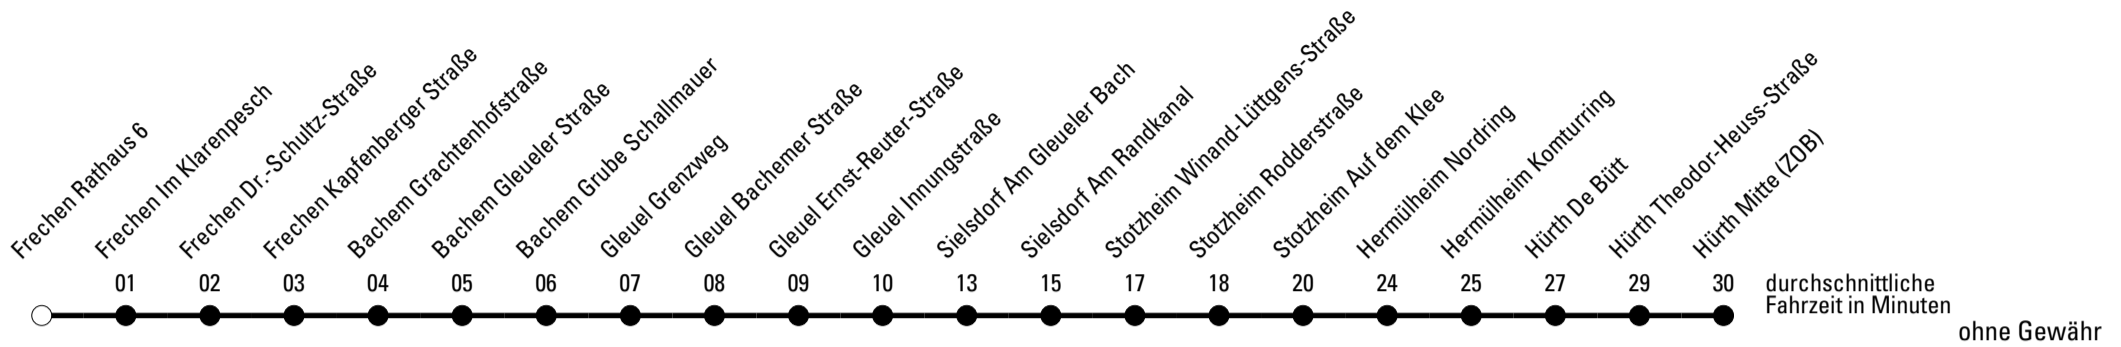 Frechen Rathaus 6
Frechen Im Klarenpesch
Frechen Dr.-Schultz-Straße
Frechen Kapfenberger Straße
Bachem Grachtenhofstraße
Bachem Gleueler Straße
Bachem Grube Schallmauer
Gleuel Grenzweg
Gleuel Bachemer Straße
Gleuel Ernst-Reuter-Straße
Gleuel Innungstraße
Sielsdorf Am Gleueler Bach
Sielsdorf Am Randkanal
Stotzheim Winand-Lüttgens-Straße
Stotzheim Rodderstraße
Stotzheim Auf dem Klee
Hermülheim Nordring
Hermülheim Komturring
Hürth De Bütt
Hürth Theodor-Heuss-Straße
Hürth Mitte (ZOB)
01 02 03 04 05 06 07 08 09 10 13 15 17 18 20 24 25 27 29 30 durchschnittliche
Fahrzeit in Minuten
ohne Gewähr